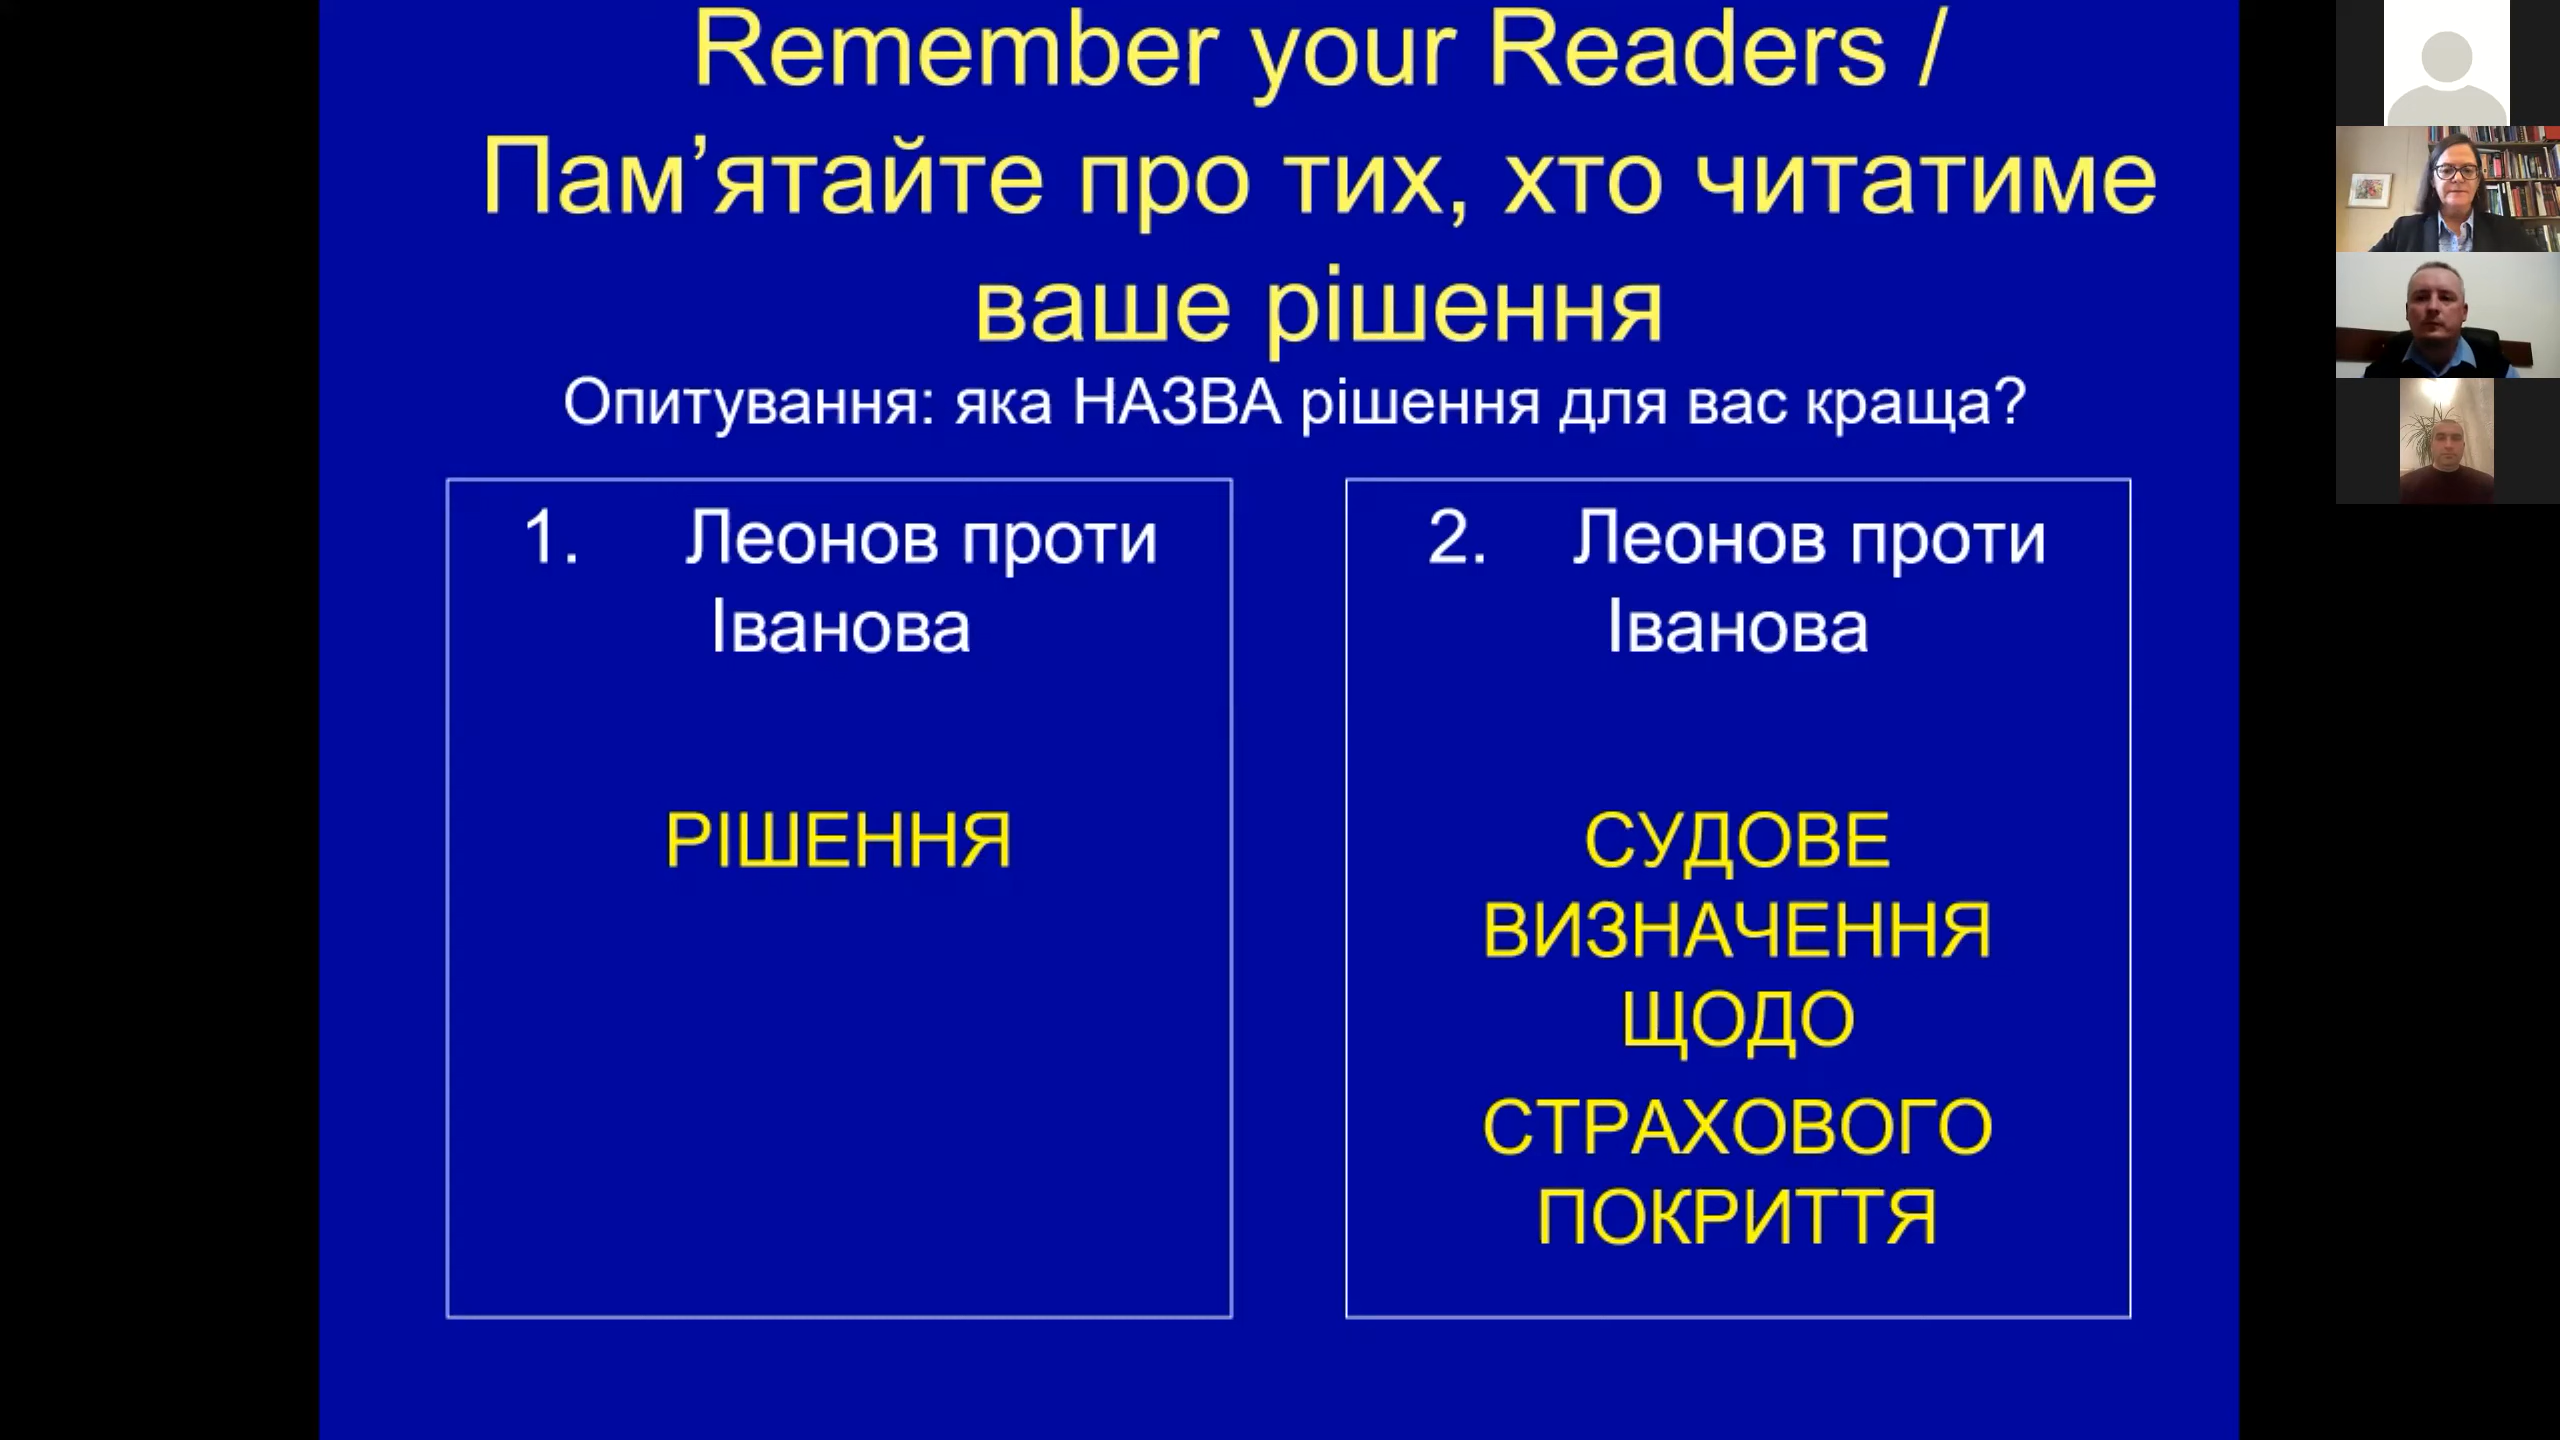 Remember your Readers /
Пам’ятайте про тих, хто читатиме
ваше рішення
Опитування: яка НАЗВА рішення для вас краща?
1. Леонов проти
Іванова
РІШЕННЯ
2. Леонов проти
Іванова
СУДОВЕ
ВИЗНАЧЕННЯ
ЩОДО
СТРАХОВОГО
ПОКРИТТЯ